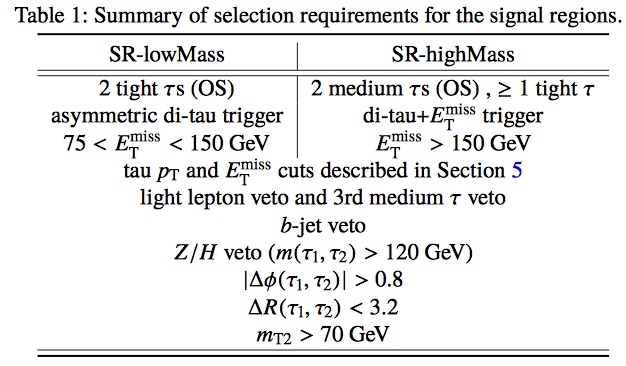 Table 1: Summary of selection requirements for the signal regions.
SR-lowMass SR-highMass
2 tight τs (OS) 2 medium τs (OS) , ≥ 1 tight τ
asymmetric di-tau trigger di-tau+E_T^miss trigger
75 < E_T^miss < 150 GeV E_T^miss > 150 GeV
tau p_T and E_T^miss cuts described in Section 5
light lepton veto and 3rd medium τ veto
b-jet veto
Z/H veto (m(τ₁, τ₂) > 120 GeV)
|Δϕ(τ₁, τ₂)| > 0.8
ΔR(τ₁, τ₂) < 3.2
m_T2 > 70 GeV